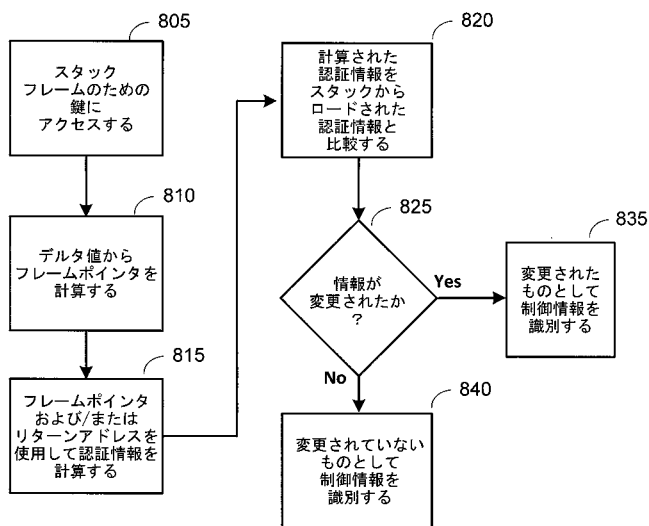 805
スタック
フレームのための
鍵に
アクセスする
810
デルタ値から
フレームポインタを
計算する
815
フレームポインタ
および/または
リターンアドレスを
使用して認証情報を
計算する
820
計算された
認証情報を
スタックから
ロードされた
認証情報と
比較する
825
情報が
変更されたか
?
Yes
No
835
変更された
ものとして
制御情報を
識別する
840
変更されていない
ものとして
制御情報を
識別する